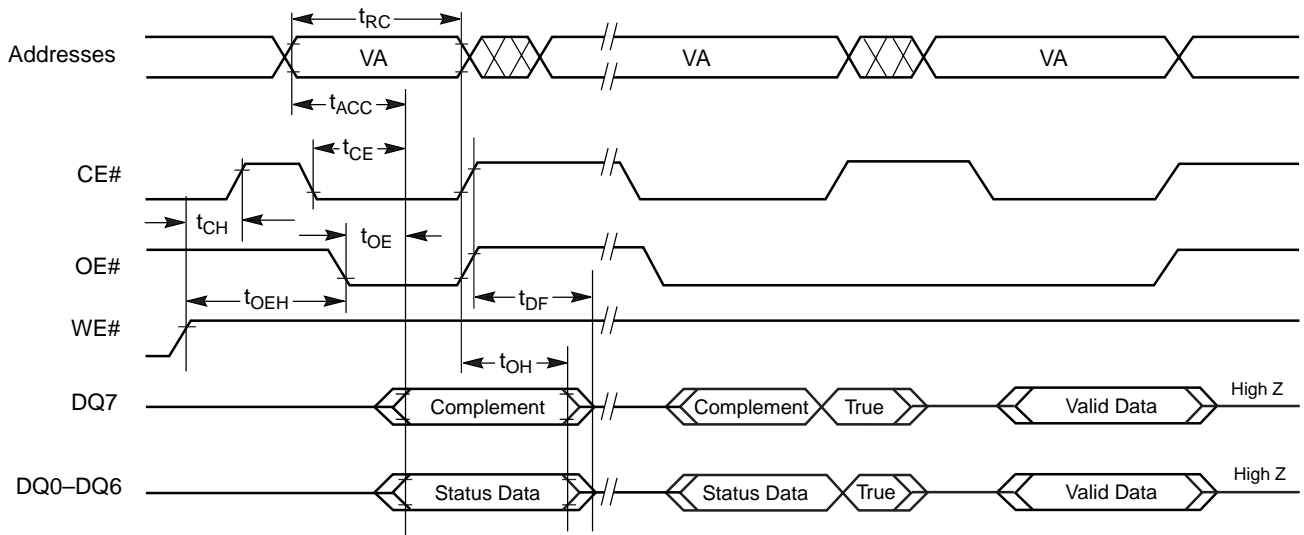 tRC
Addresses VA VA VA
tACC
tCE
CE#
tCH tOE
OE#
tOEH tDF
WE#
tOH
DQ7 Complement Complement True Valid Data High Z
DQ0–DQ6 Status Data Status Data True Valid Data High Z